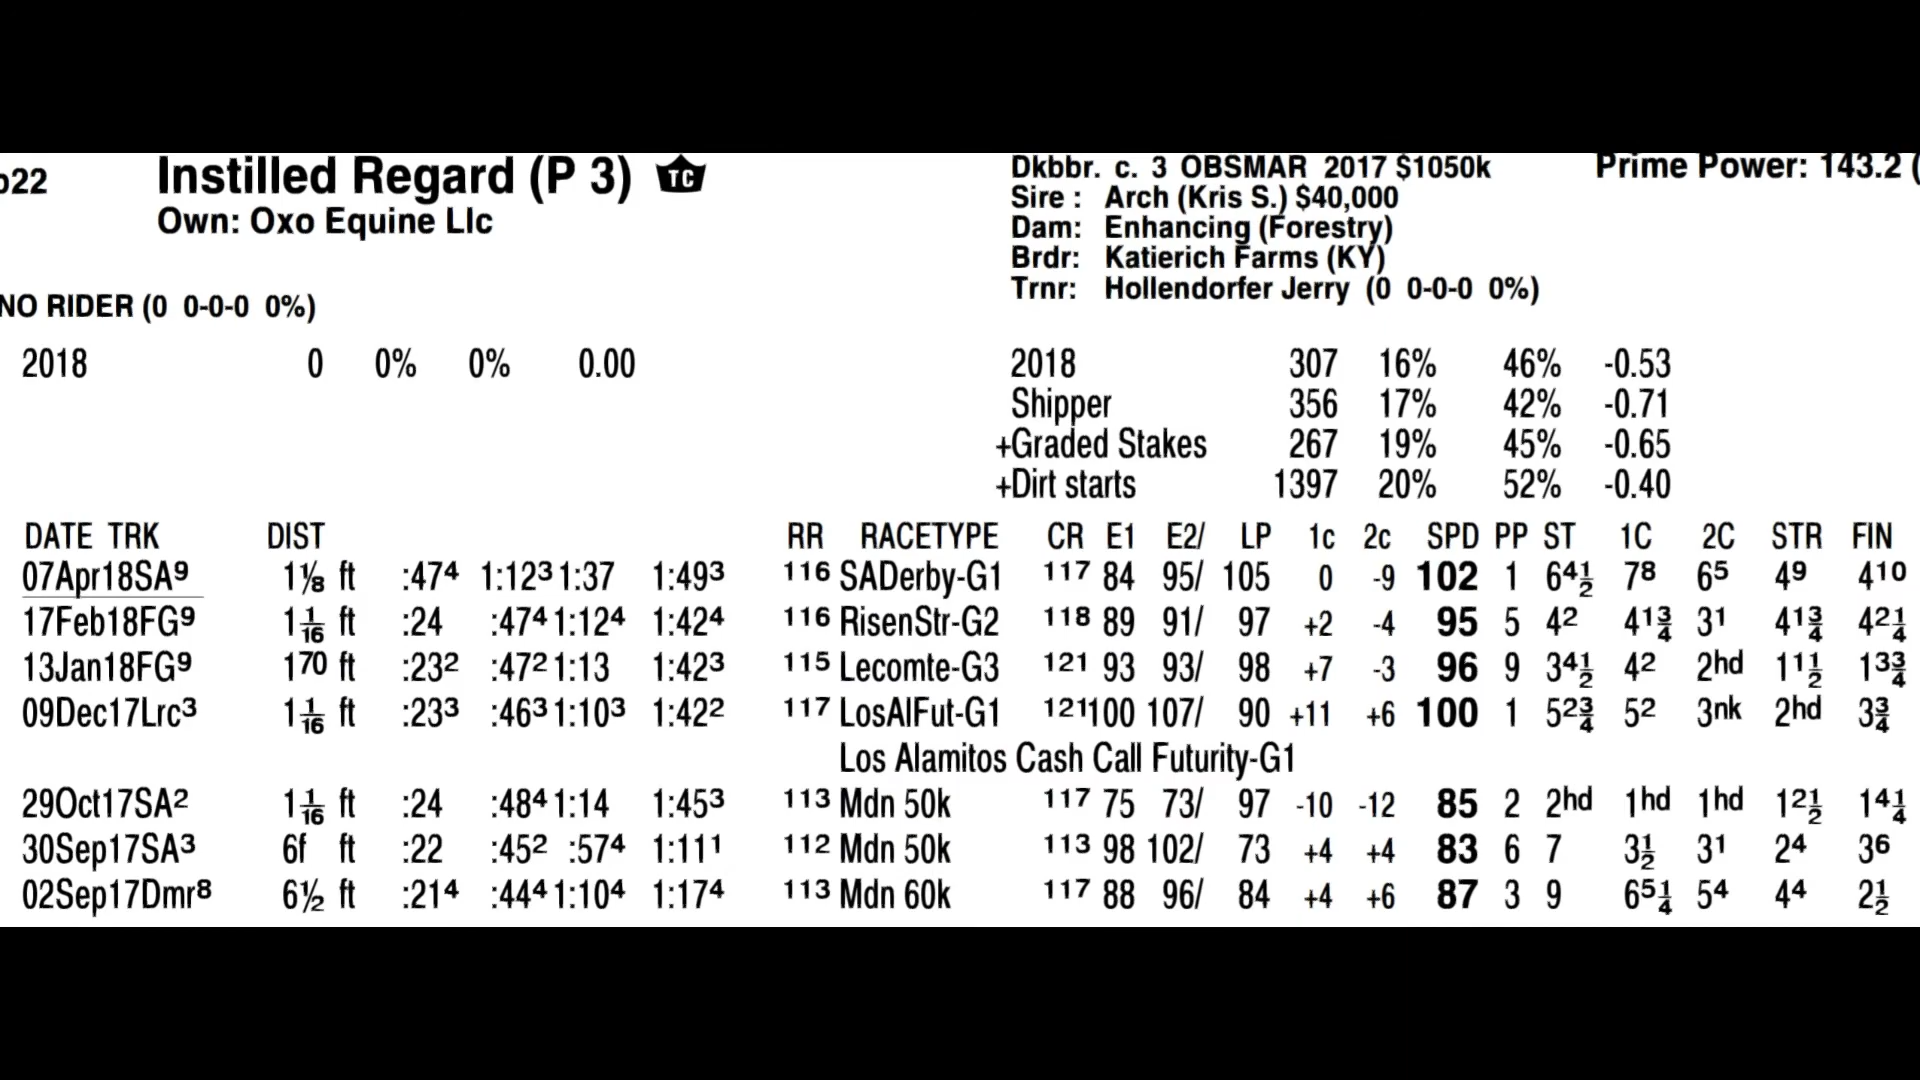 p22 Instilled Regard (P 3) TC Dkbbr. c. 3 OBSMAR 2017 $1050k Prime Power: 143.2 (
Own: Oxo Equine Llc Sire : Arch (Kris S.) $40,000
Dam: Enhancing (Forestry)
Brdr: Katierich Farms (KY)
Trnr: Hollendorfer Jerry (0 0-0-0 0%)
NO RIDER (0 0-0-0 0%)
2018 0 0% 0% 0.00 2018 307 16% 46% -0.53
Shipper 356 17% 42% -0.71
+Graded Stakes 267 19% 45% -0.65
+Dirt starts 1397 20% 52% -0.40
DATE TRK DIST RR RACETYPE CR E1 E2/ LP 1c 2c SPD PP ST 1C 2C STR FIN
07Apr18SA⁹ 1⅛ ft :47⁴ 1:12³ 1:37 1:49³ 116 SADerby-G1 117 84 95/ 105 0 -9 102 1 6⁴½ 7⁸ 6⁵ 4⁹ 4¹⁰
17Feb18FG⁹ 1 1/16 ft :24 :47⁴ 1:12⁴ 1:42⁴ 116 RisenStr-G2 118 89 91/ 97 +2 -4 95 5 4² 4¹¾ 3¹ 4¹¾ 4²¼
13Jan18FG⁹ 1⁷⁰ ft :23² :47² 1:13 1:42³ 115 Lecomte-G3 121 93 93/ 98 +7 -3 96 9 3⁴½ 4² 2hd 1¹½ 1³¾
09Dec17Lrc³ 1 1/16 ft :23³ :46³ 1:10³ 1:42² 117 LosAlFut-G1 121 100 107/ 90 +11 +6 100 1 5²¾ 5² 3nk 2hd 3¾
Los Alamitos Cash Call Futurity-G1
29Oct17SA² 1 1/16 ft :24 :48⁴ 1:14 1:45³ 113 Mdn 50k 117 75 73/ 97 -10 -12 85 2 2hd 1hd 1hd 1²½ 1⁴¼
30Sep17SA³ 6f ft :22 :45² :57⁴ 1:11¹ 112 Mdn 50k 113 98 102/ 73 +4 +4 83 6 7 3½ 3¹ 2⁴ 3⁶
02Sep17Dmr⁸ 6½ ft :21⁴ :44⁴ 1:10⁴ 1:17⁴ 113 Mdn 60k 117 88 96/ 84 +4 +6 87 3 9 6⁵¼ 5⁴ 4⁴ 2½